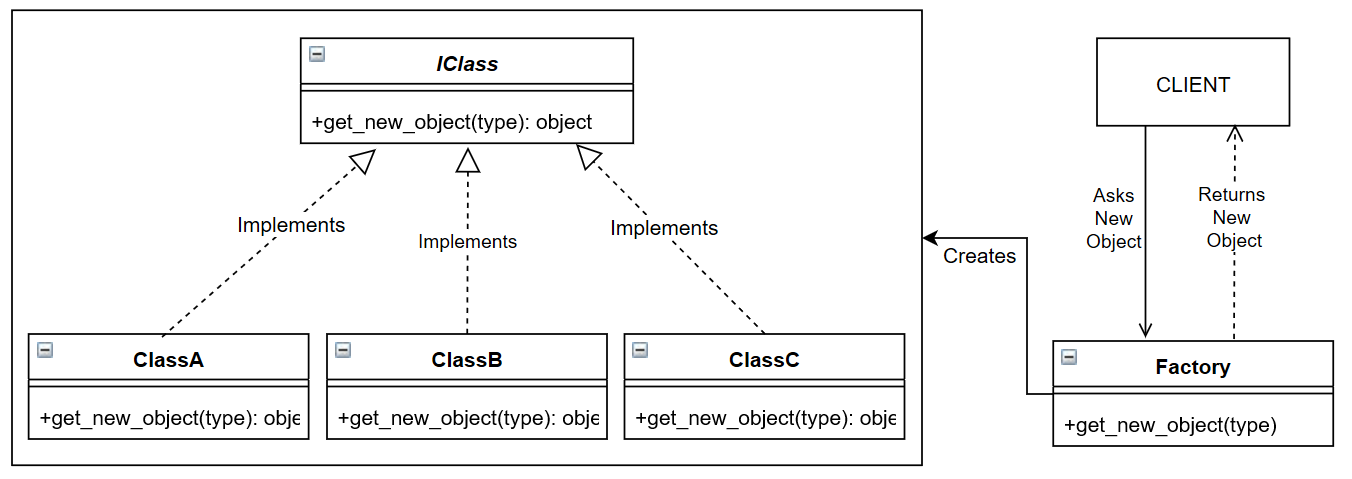 IClass
+get_new_object(type): object
Implements
Implements
Implements
ClassA
+get_new_object(type): obje
ClassB
+get_new_object(type): obje
ClassC
+get_new_object(type): obje
Creates
CLIENT
Asks
New
Object
Returns
New
Object
Factory
+get_new_object(type)